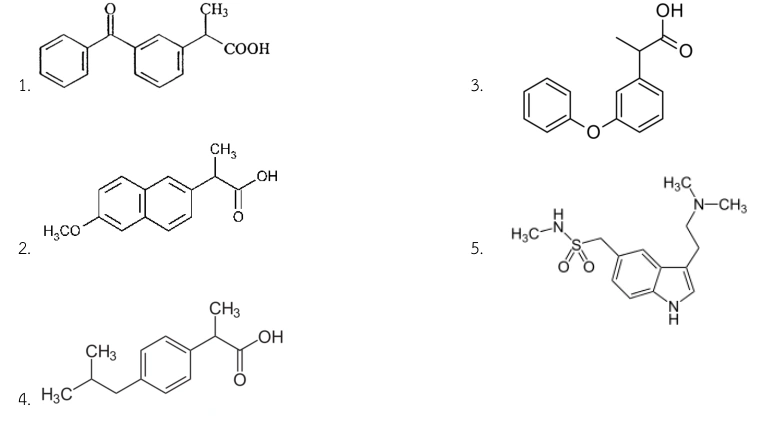 O
CH3
COOH
1.
OH
O
3.
O
CH3
OH
O
H3CO
2.
H3C
N
CH3
H
H3C
N
S
O
O
5.
N
H
CH3
OH
CH3
O
H3C
4.